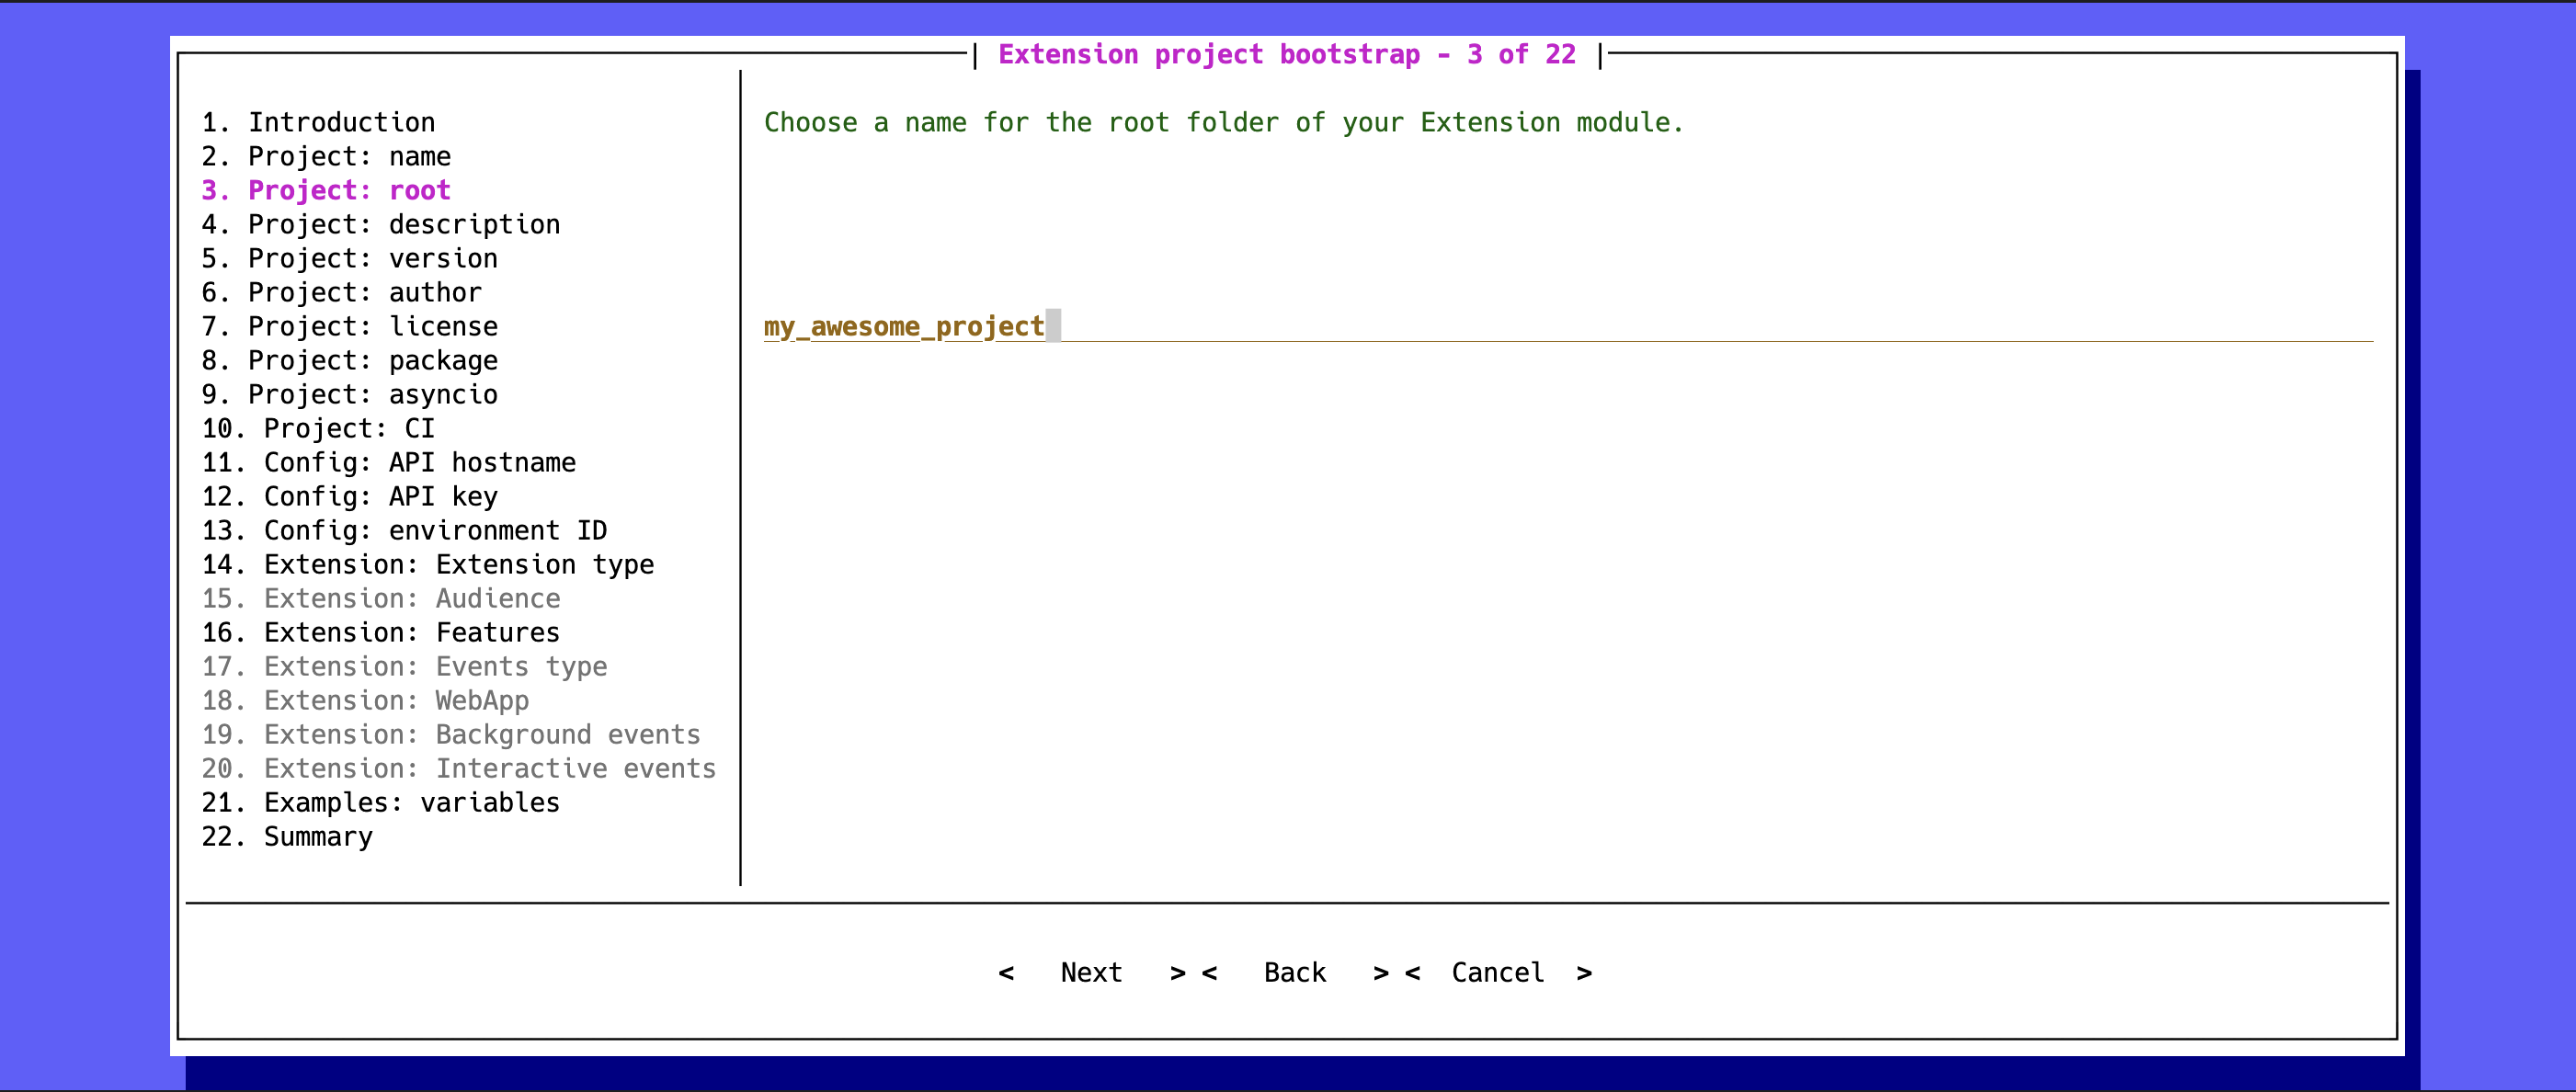 Extension project bootstrap - 3 of 22
1. Introduction
2. Project: name
3. Project: root
4. Project: description
5. Project: version
6. Project: author
7. Project: license
8. Project: package
9. Project: asyncio
10. Project: CI
11. Config: API hostname
12. Config: API key
13. Config: environment ID
14. Extension: Extension type
15. Extension: Audience
16. Extension: Features
17. Extension: Events type
18. Extension: WebApp
19. Extension: Background events
20. Extension: Interactive events
21. Examples: variables
22. Summary
Choose a name for the root folder of your Extension module.
my_awesome_project
< Next > < Back > < Cancel >